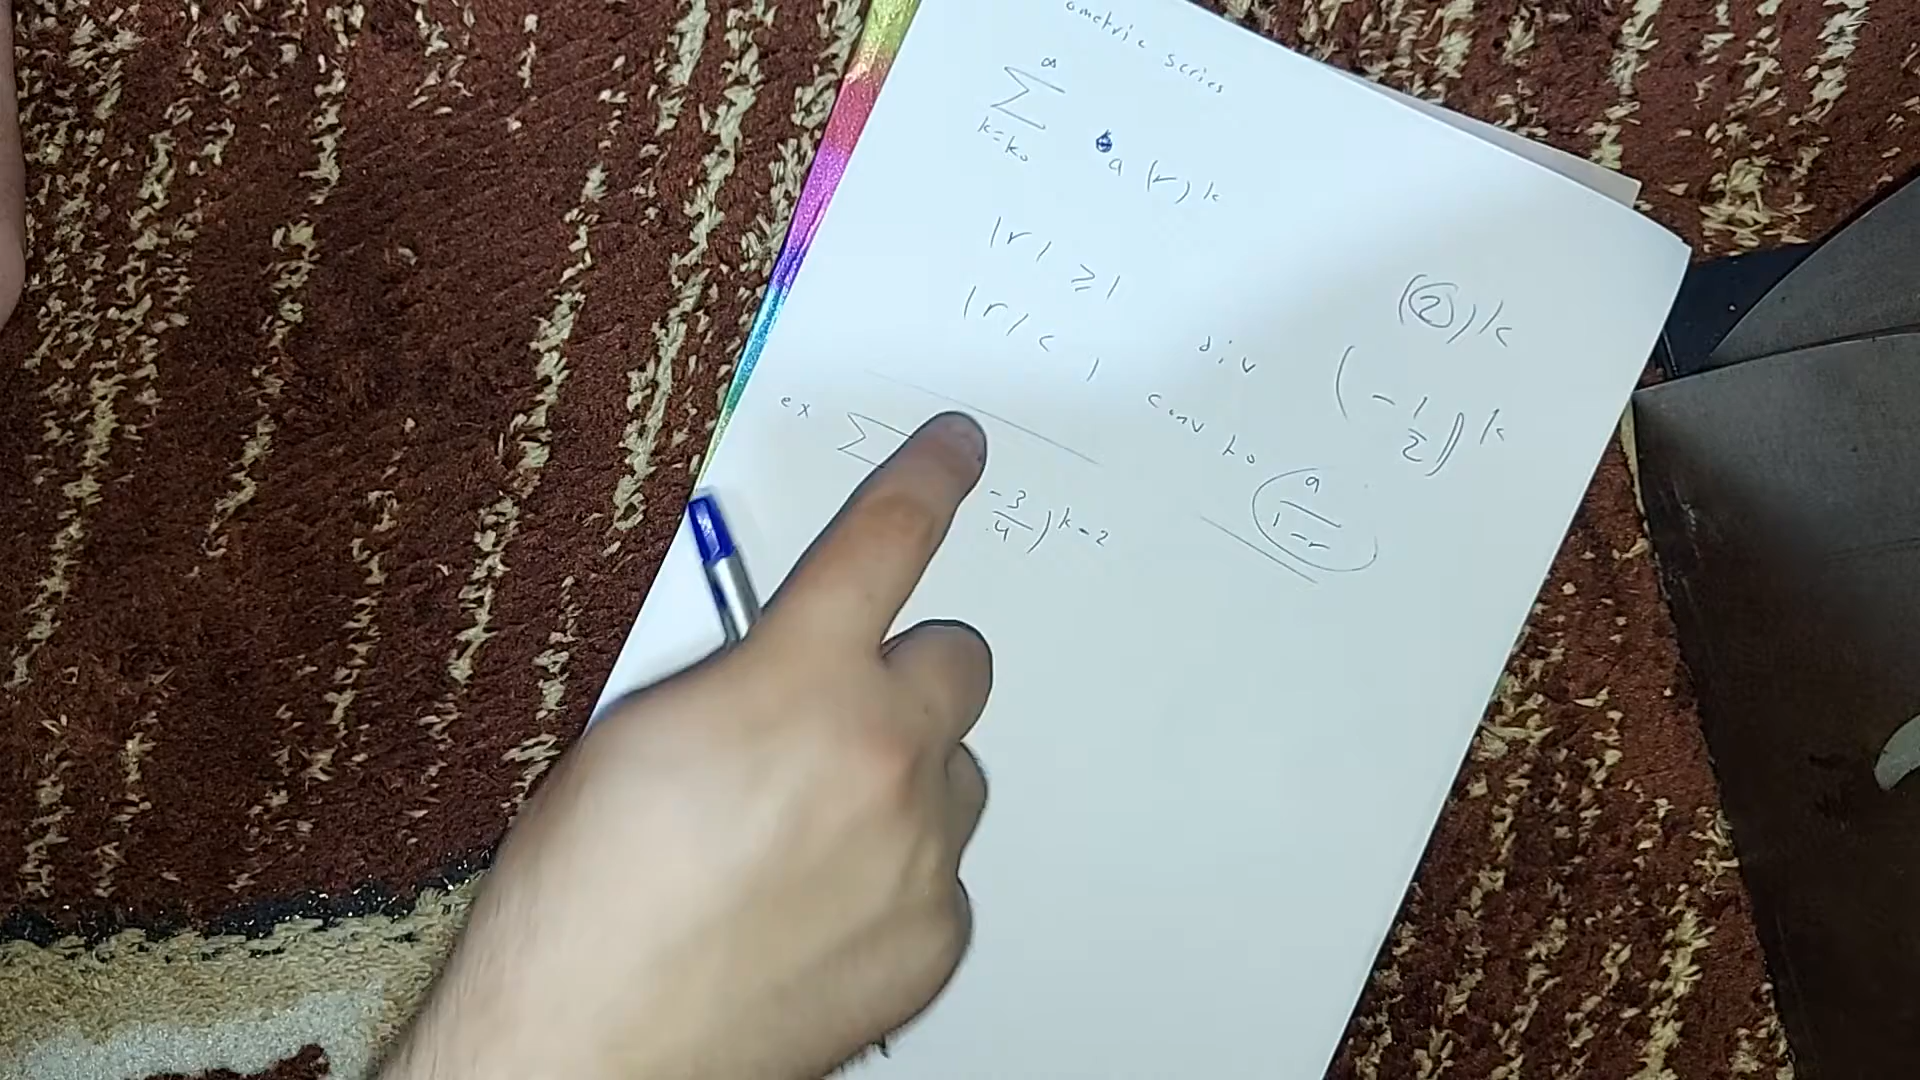 ometric series
∞
∑ a (r)k
k=k₀
|r| ≥ 1 div (2)k
|r| < 1 conv to a/1-r (-1/2)k
ex ∑ -3/4)k-2